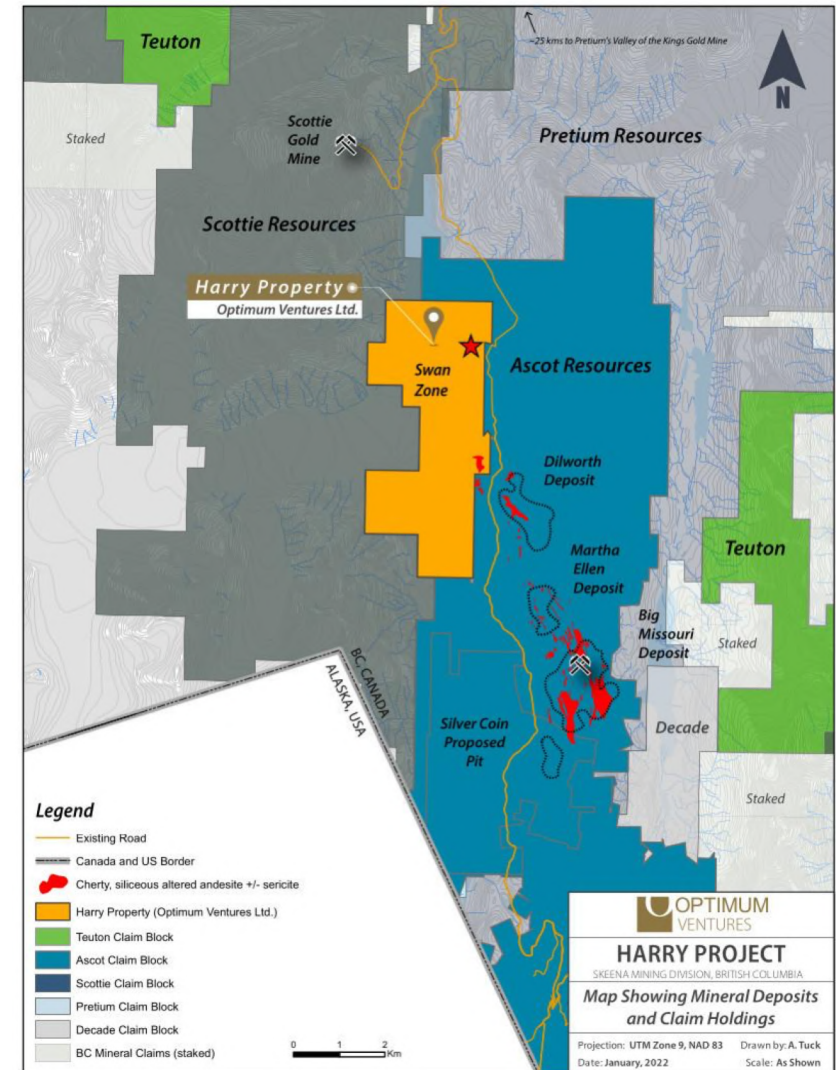 ~25 kms to Pretium's Valley of the Kings Gold Mine
Teuton
N
Staked
Scottie
Gold
Mine
Pretium Resources
Scottie Resources
Harry Property
Optimum Ventures Ltd.
Swan
Zone
Ascot Resources
Dilworth
Deposit
Martha
Ellen
Deposit
Teuton
Big
Missouri
Deposit
Staked
BC, CANADA
ALASKA, USA
Silver Coin
Proposed
Pit
Decade
Staked
Legend
Existing Road
Canada and US Border
Cherty, siliceous altered andesite +/- sericite
Harry Property (Optimum Ventures Ltd.)
Teuton Claim Block
Ascot Claim Block
Scottie Claim Block
Pretium Claim Block
Decade Claim Block
BC Mineral Claims (staked)
0 1 2
Km
OPTIMUM
VENTURES
HARRY PROJECT
SKEENA MINING DIVISION, BRITISH COLUMBIA
Map Showing Mineral Deposits
and Claim Holdings
Projection: UTM Zone 9, NAD 83 Drawn by: A. Tuck
Date: January, 2022 Scale: As Shown